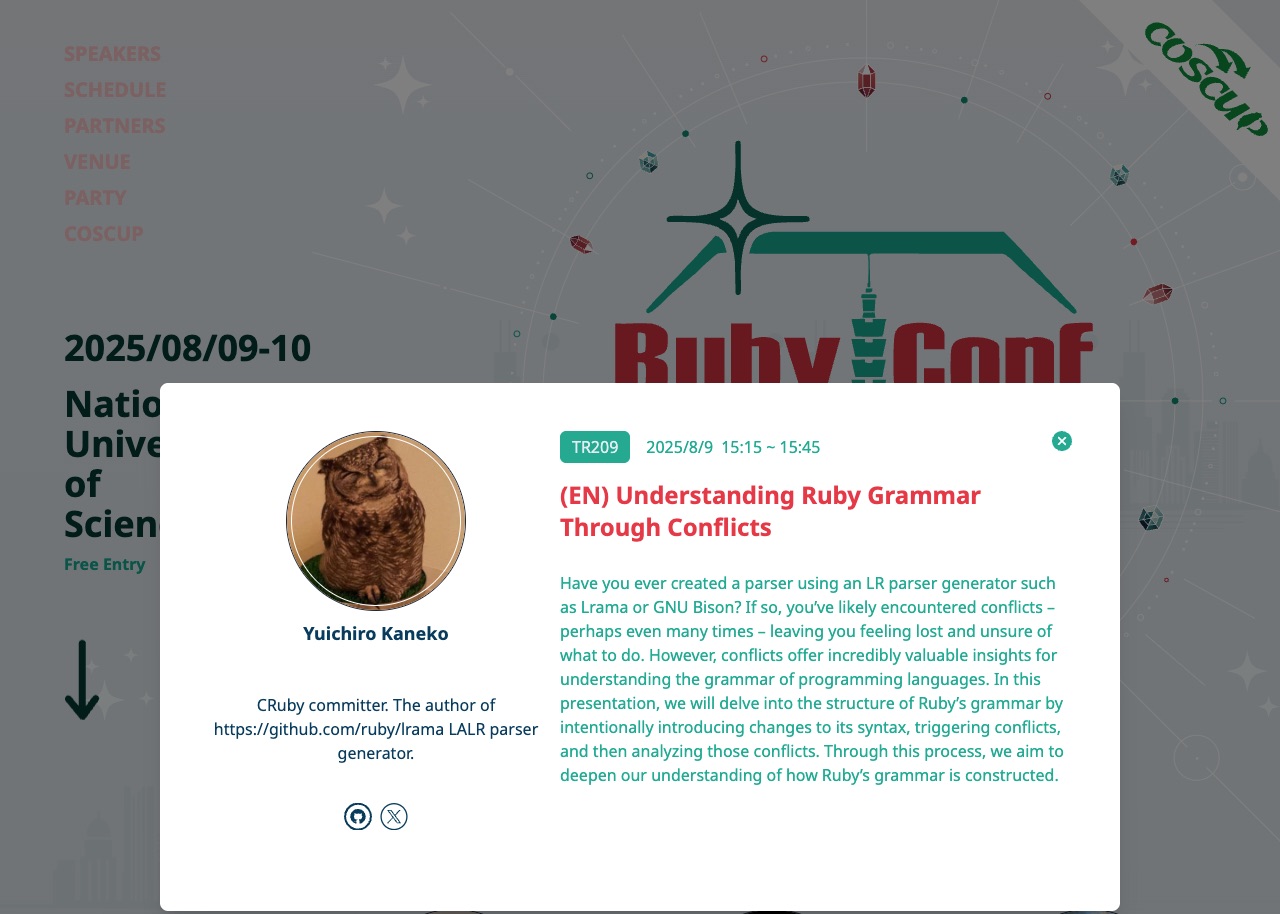 SPEAKERS
SCHEDULE
PARTNERS
VENUE
PARTY
COSCUP
COSCUP
2025/08/09-10
Ruby Conf
Free Entry
TR209
2025/8/9 15:15 ~ 15:45
(EN) Understanding Ruby Grammar
Through Conflicts
Yuichiro Kaneko
CRuby committer. The author of
https://github.com/ruby/lrama LALR parser
generator.
Have you ever created a parser using an LR parser generator such
as Lrama or GNU Bison? If so, you’ve likely encountered conflicts –
perhaps even many times – leaving you feeling lost and unsure of
what to do. However, conflicts offer incredibly valuable insights for
understanding the grammar of programming languages. In this
presentation, we will delve into the structure of Ruby’s grammar by
intentionally introducing changes to its syntax, triggering conflicts,
and then analyzing those conflicts. Through this process, we aim to
deepen our understanding of how Ruby’s grammar is constructed.
Natio
Unive
of
Scien